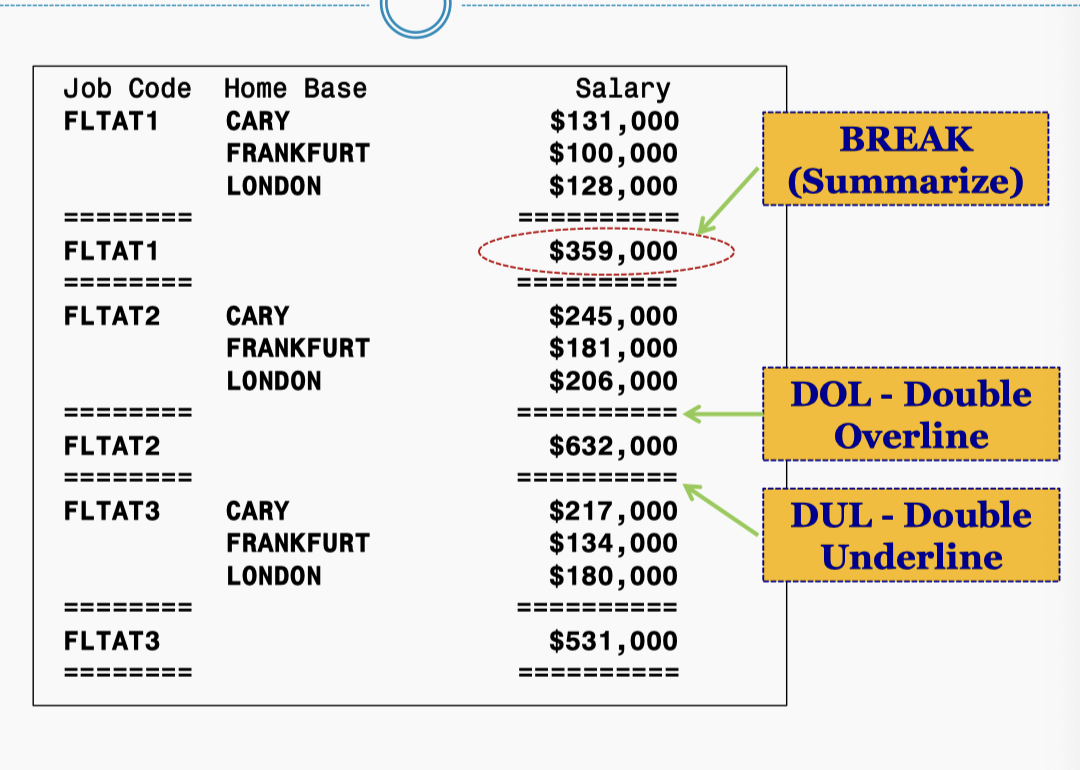 Job Code Home Base Salary
FLTAT1 CARY $131,000
FRANKFURT $100,000
LONDON $128,000
======== ==========
FLTAT1 $359,000
======== ==========
FLTAT2 CARY $245,000
FRANKFURT $181,000
LONDON $206,000
======== ==========
FLTAT2 $632,000
======== ==========
FLTAT3 CARY $217,000
FRANKFURT $134,000
LONDON $180,000
======== ==========
FLTAT3 $531,000
======== ==========
BREAK
(Summarize)
DOL - Double
Overline
DUL - Double
Underline